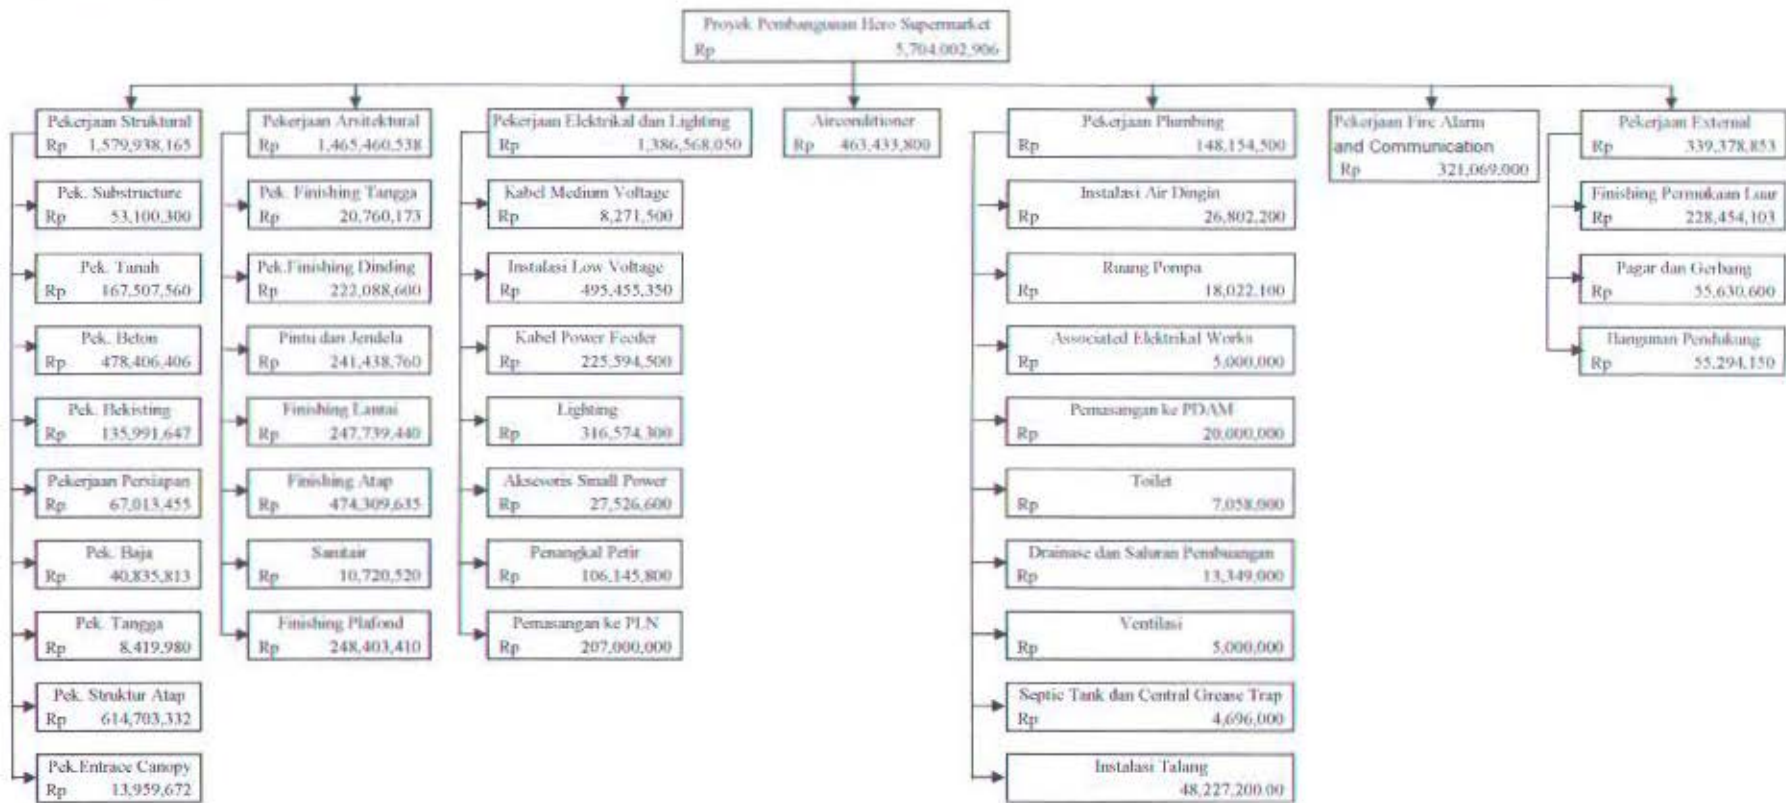 Proyek Pembangunan Hero Supermarket
Rp 5,704,002,906
Pekerjaan Struktural
Rp 1,579,938,165
Pek. Substructure
Rp 53,100,300
Pek. Tanah
Rp 167,507,560
Pek. Beton
Rp 478,406,406
Pek. Bekisting
Rp 135,991,647
Pekerjaan Persiapan
Rp 67,013,455
Pek. Baja
Rp 40,835,813
Pek. Tangga
Rp 8,419,980
Pek. Struktur Atap
Rp 614,703,332
Pek.Entrace Canopy
Rp 13,959,672
Pekerjaan Arsitektural
Rp 1,465,460,538
Pek. Finishing Tangga
Rp 20,760,173
Pek.Finishing Dinding
Rp 222,088,600
Pintu dan Jendela
Rp 241,438,760
Finishing Lantai
Rp 247,739,440
Finishing Atap
Rp 474,309,635
Sanitair
Rp 10,720,520
Finishing Plafond
Rp 248,403,410
Pekerjaan Elektrikal dan Lighting
Rp 1,386,568,050
Kabel Medium Voltage
Rp 8,271,500
Instalasi Low Voltage
Rp 495,455,350
Kabel Power Feeder
Rp 225,594,500
Lighting
Rp 316,574,300
Aksesoris Small Power
Rp 27,526,600
Penangkal Petir
Rp 106,145,800
Pemasangan ke PLN
Rp 207,000,000
Airconditioner
Rp 463,433,800
Pekerjaan Plumbing
Rp 148,154,500
Instalasi Air Dingin
Rp 26,802,200
Ruang Pompa
Rp 18,022,100
Associated Elektrikal Works
Rp 5,000,000
Pemasangan ke PDAM
Rp 20,000,000
Toilet
Rp 7,058,000
Drainase dan Saluran Pembuangan
Rp 13,349,000
Ventilasi
Rp 5,000,000
Septic Tank dan Central Grease Trap
Rp 4,696,000
Instalasi Talang
48,227,200.00
Pekerjaan Fire Alarm
and Communication
Rp 321,069,000
Pekerjaan External
Rp 339,378,853
Finishing Permukaan Luar
Rp 228,454,103
Pagar dan Gerbang
Rp 55,630,600
Bangunan Pendukung
Rp 55,294,150